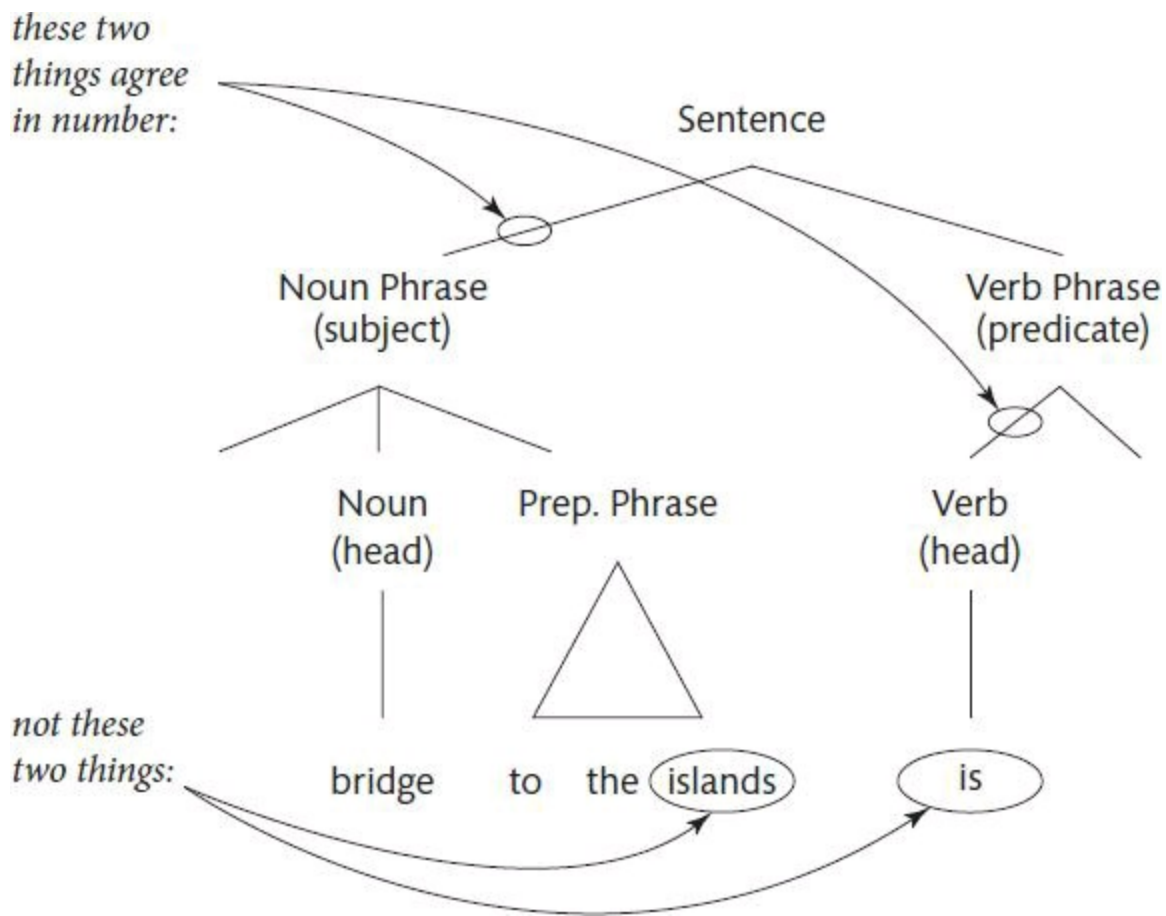 these two
things agree
in number:
Sentence
Noun Phrase
(subject)
Verb Phrase
(predicate)
Noun
(head)
Prep. Phrase
Verb
(head)
not these
two things:
bridge to the islands is